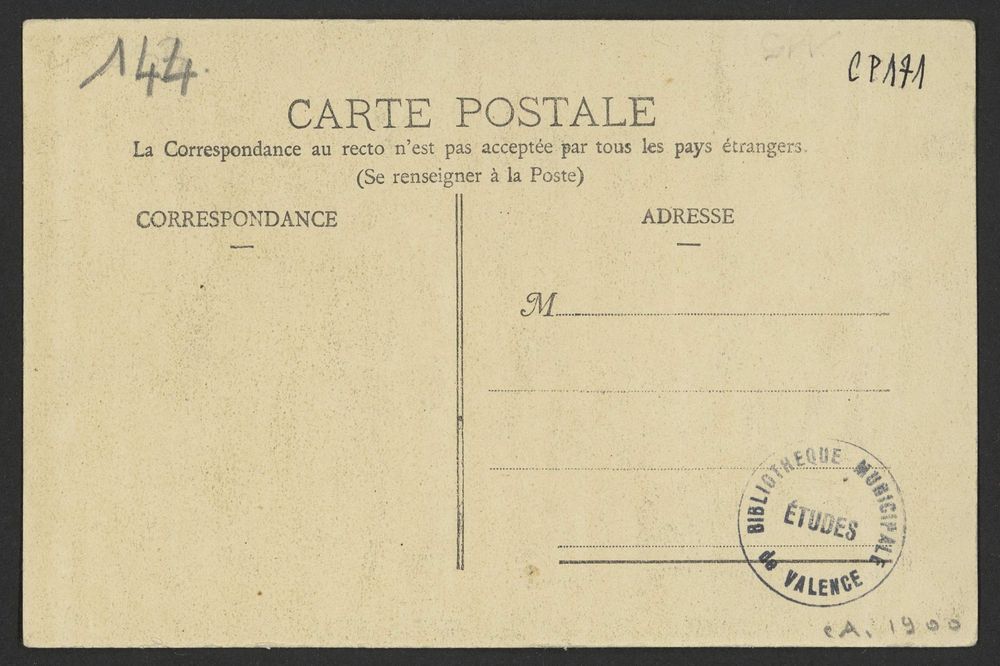 144.
CP171
CARTE POSTALE
La Correspondance au recto n'est pas acceptée par tous les pays étrangers.
(Se renseigner à la Poste)
CORRESPONDANCE
ADRESSE
M
BIBLIOTHEQUE MUNICIPALE
ÉTUDES
de VALENCE
CA. 1900